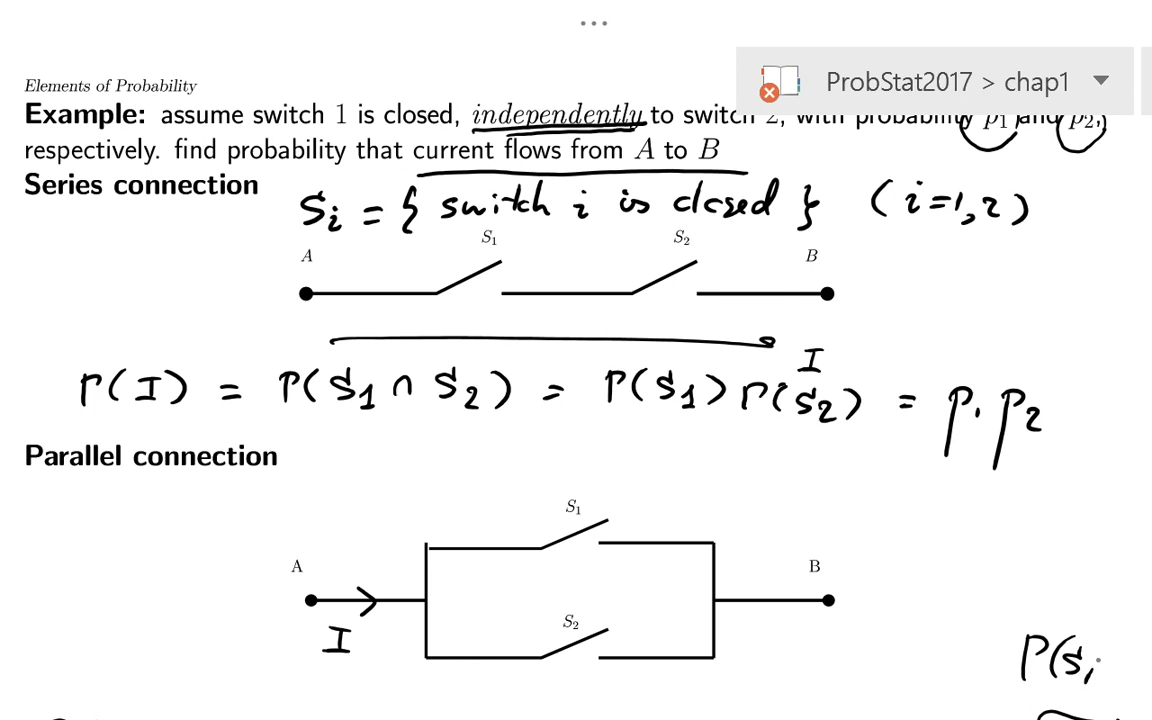 ProbStat2017 > chap1
Elements of Probability
Example: assume switch 1 is closed, independently to switch 2, with probability p₁ and p₂,
respectively. find probability that current flows from A to B
Series connection
Sᵢ = { switch i is closed } (i=1,2)
S₁ S₂
A B
I
P(I) = P(S₁ ∩ S₂) = P(S₁) P(S₂) = p₁ p₂
Parallel connection
S₁
A B
S₂
I
P(S